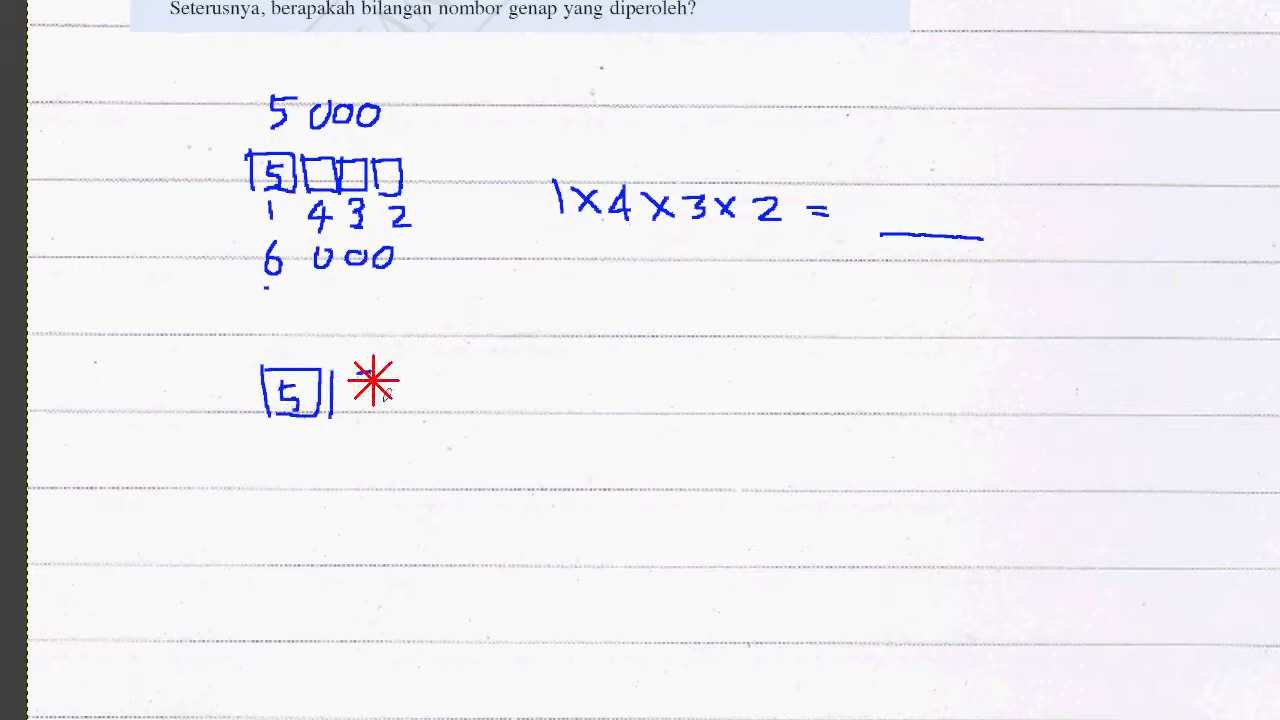 Seterusnya, berapakah bilangan nombor genap yang diperoleh?
5 000
5
1 4 3 2
1 x 4 x 3 x 2 =
6 000
5